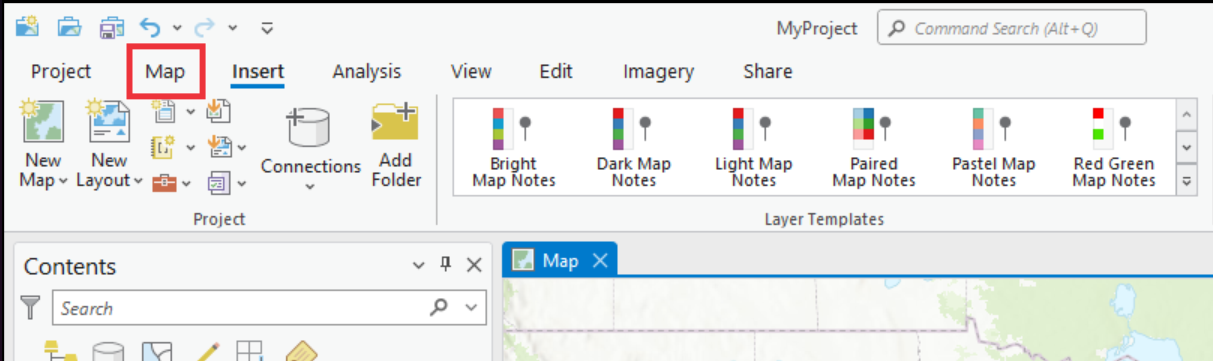 MyProject
Command Search (Alt+Q)
Project Map Insert Analysis View Edit Imagery Share
New Map
New Layout
Connections
Add Folder
Project
Bright Map Notes
Dark Map Notes
Light Map Notes
Paired Map Notes
Pastel Map Notes
Red Green Map Notes
Layer Templates
Contents
Search
Map